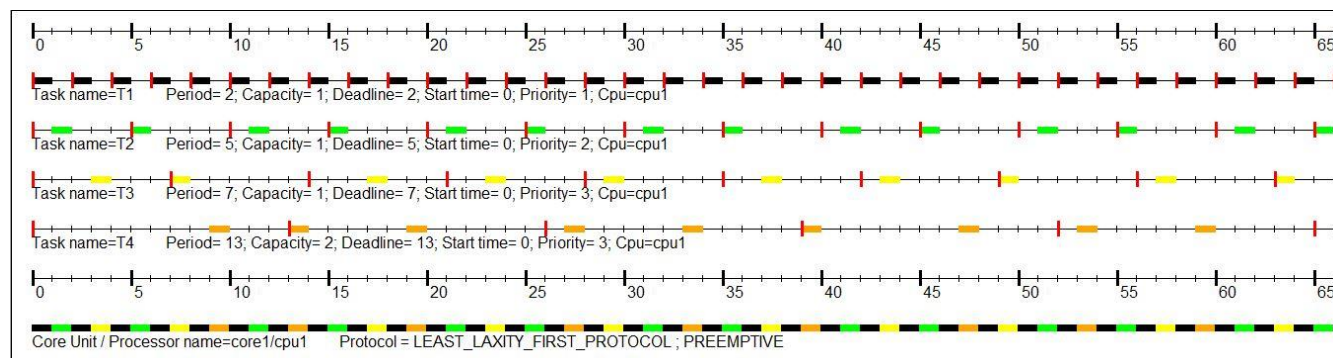 0 5 10 15 20 25 30 35 40 45 50 55 60 65
Task name=T1 Period= 2; Capacity= 1; Deadline= 2; Start time= 0; Priority= 1; Cpu=cpu1
Task name=T2 Period= 5; Capacity= 1; Deadline= 5; Start time= 0; Priority= 2; Cpu=cpu1
Task name=T3 Period= 7; Capacity= 1; Deadline= 7; Start time= 0; Priority= 3; Cpu=cpu1
Task name=T4 Period= 13; Capacity= 2; Deadline= 13; Start time= 0; Priority= 3; Cpu=cpu1
0 5 10 15 20 25 30 35 40 45 50 55 60 65
Core Unit / Processor name=core1/cpu1 Protocol = LEAST_LAXITY_FIRST_PROTOCOL ; PREEMPTIVE